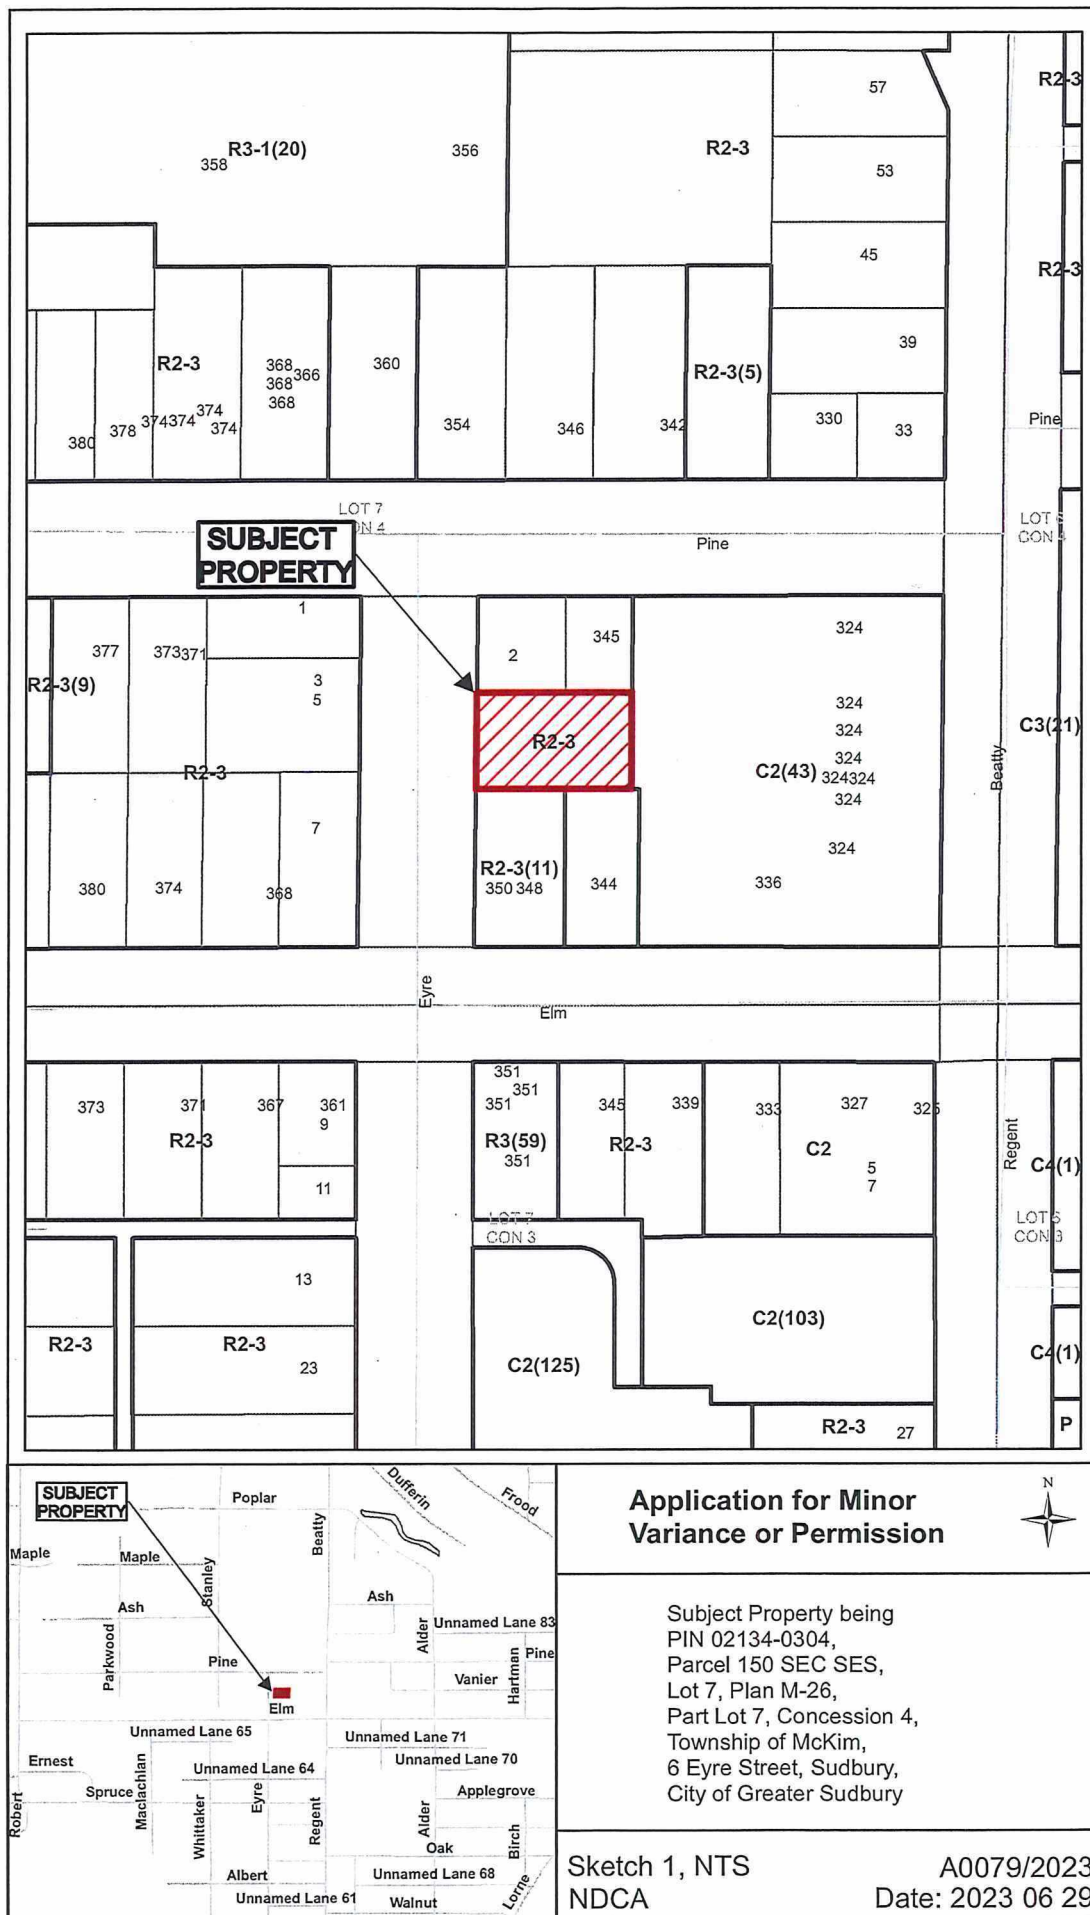 57
R2-3
R3-1(20)
358
356
R2-3
53
45
R2-3
39
R2-3
368
368
368
366
360
R2-3(5)
380
378
374
374
374
374
354
346
342
330
33
Pine
LOT 7
CON 4
SUBJECT
PROPERTY
Pine
LOT 6
CON 4
1
377
373
371
3
5
2
345
324
R2-3(9)
R2-3
R2-3
C2(43)
324
324
324
324
324
324
324
C3(21)
Beatty
7
380
374
368
R2-3(11)
350
348
344
336
Eyre
Elm
373
371
367
361
9
R2-3
11
351
351
351
R3(59)
351
345
339
R2-3
333
327
325
C2
5
7
Regent
C4(1)
LOT 7
CON 3
LOT 6
CON 3
13
R2-3
R2-3
23
C2(125)
C2(103)
C4(1)
R2-3
27
P
SUBJECT
PROPERTY
Poplar
Dufferin
Frood
Beatty
Maple
Maple
Stanley
Ash
Ash
Parkwood
Alder
Unnamed Lane 83
Pine
Pine
Vanier
Hartman
Elm
Unnamed Lane 65
Unnamed Lane 71
Ernest
Unnamed Lane 64
Unnamed Lane 70
Spruce
Maclachlan
Applegrove
Robert
Whittaker
Eyre
Regent
Alder
Birch
Oak
Albert
Unnamed Lane 68
Unnamed Lane 61
Walnut
Lorne
Application for Minor
Variance or Permission
N
Subject Property being
PIN 02134-0304,
Parcel 150 SEC SES,
Lot 7, Plan M-26,
Part Lot 7, Concession 4,
Township of McKim,
6 Eyre Street, Sudbury,
City of Greater Sudbury
Sketch 1, NTS
NDCA
A0079/2023
Date: 2023 06 29